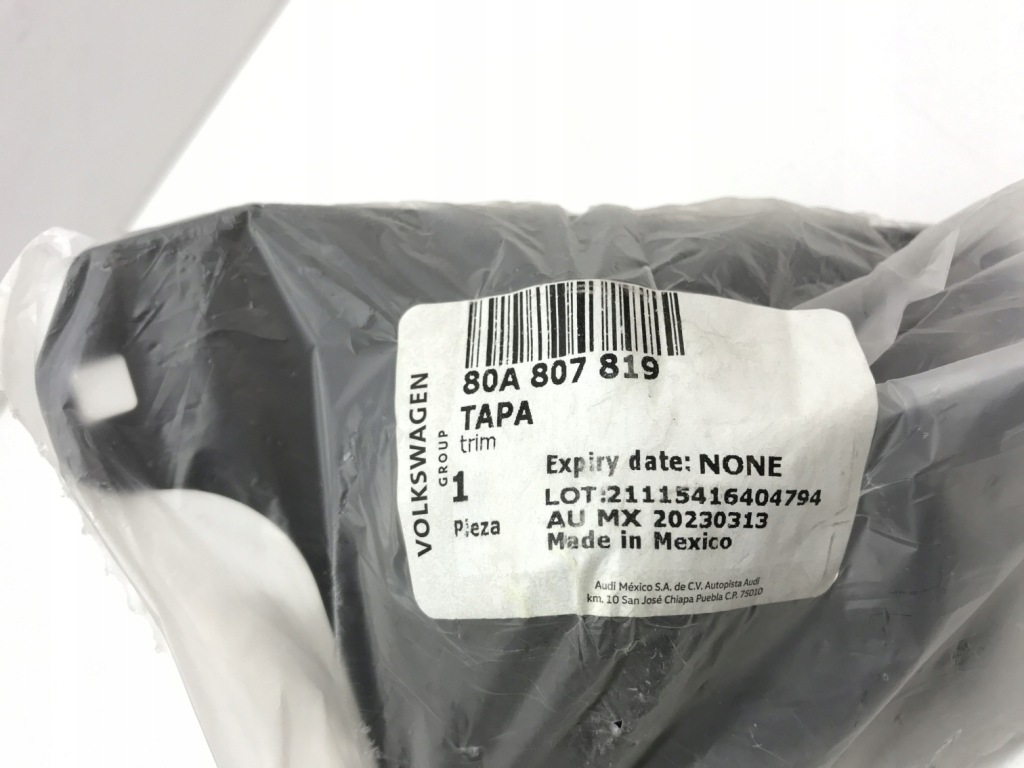 80A 807 819
TAPA
trim
VOLKSWAGEN
GROUP
1
Pieza
Expiry date: NONE
LOT:21115416404794
AU MX 20230313
Made in Mexico
Audi México S.A. de C.V. Autopista Audi
km. 10 San José Chiapa Puebla C.P. 75010